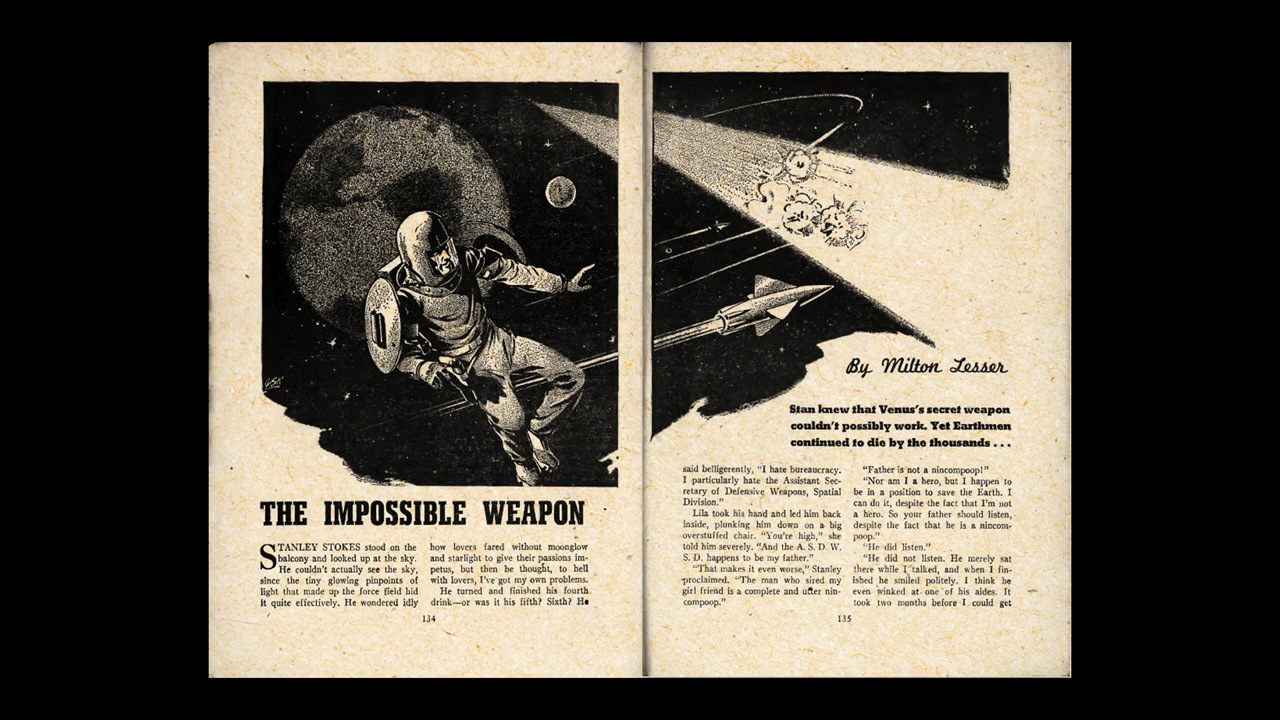 THE IMPOSSIBLE WEAPON
STANLEY STOKES stood on the
balcony and looked up at the sky.
He couldn't actually see the sky,
since the tiny glowing pinpoints of
light that made up the force field hid
it quite effectively. He wondered idly
how lovers fared without moonglow
and starlight to give their passions im-
petus, but then he thought, to hell
with lovers, I've got my own problems.
He turned and finished his fourth
drink—or was it his fifth? Sixth? He
134
By Milton Lesser
Stan knew that Venus's secret weapon
couldn't possibly work. Yet Earthmen
continued to die by the thousands . . .
said belligerently, "I hate bureaucracy.
I particularly hate the Assistant Sec-
retary of Defensive Weapons, Spatial
Division."
Lila took his hand and led him back
inside, plunking him down on a big
overstuffed chair. "You're high," she
told him severely. "And the A. S. D. W.
S. D. happens to be my father."
"That makes it even worse," Stanley
proclaimed. "The man who sired my
girl friend is a complete and utter nin-
compoop."
"Father is not a nincompoop!"
"Nor am I a hero, but I happen to
be in a position to save the Earth. I
can do it, despite the fact that I'm not
a hero. So your father should listen,
despite the fact that he is a nincom-
poop."
"He did listen."
"He did not listen. He merely sat
there while I talked, and when I fin-
ished he smiled politely. I think he
even winked at one of his aides. It
took two months before I could get
135